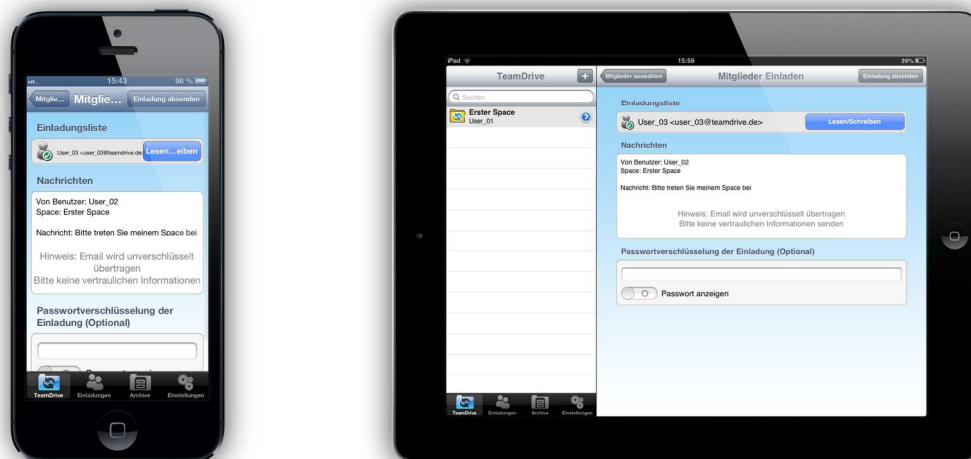 15:43
98 %
Mitglie...
Mitglie...
Einladung absenden
Einladungsliste
User_03 <user_03@teamdrive.de>
Lesen...eiben
Nachrichten
Von Benutzer: User_02
Space: Erster Space
Nachricht: Bitte treten Sie meinem Space bei
Hinweis: Email wird unverschlüsselt
übertragen
Bitte keine vertraulichen Informationen
Passwortverschlüsselung der
Einladung (Optional)
TeamDrive
Einladungen
Archive
Einstellungen
iPad
15:56
39%
TeamDrive
+
Suchen
Erster Space
User_01
TeamDrive
Einladungen
Archive
Einstellungen
Mitglieder auswählen
Mitglieder Einladen
Einladung absenden
Einladungsliste
User_03 <user_03@teamdrive.de>
Lesen/Schreiben
Nachrichten
Von Benutzer: User_02
Space: Erster Space
Nachricht: Bitte treten Sie meinem Space bei
Hinweis: Email wird unverschlüsselt übertragen
Bitte keine vertraulichen Informationen senden
Passwortverschlüsselung der Einladung (Optional)
Passwort anzeigen